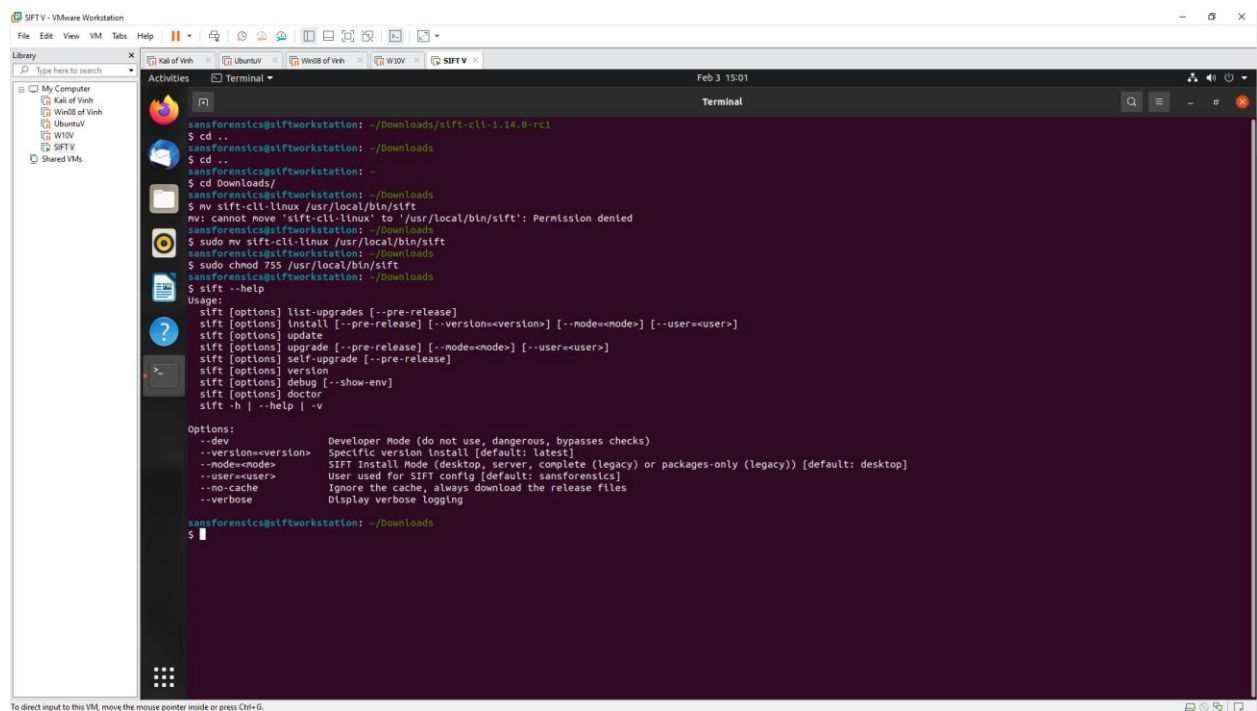 SIFT V - VMware Workstation
File Edit View VM Tabs Help
Library
Type here to search
My Computer
Kali of Vinh
Win08 of Vinh
UbuntuV
W10V
SIFT V
Shared VMs
Kali of Vinh UbuntuV Win08 of Vinh W10V SIFT V
Activities Terminal Feb 3 15:01
Terminal
sansforensics@siftworkstation: ~/Downloads/sift-cli-1.14.0-rc1
$ cd ..
sansforensics@siftworkstation: ~/Downloads
$ cd ..
sansforensics@siftworkstation: ~
$ cd Downloads/
sansforensics@siftworkstation: ~/Downloads
$ mv sift-cli-linux /usr/local/bin/sift
mv: cannot move 'sift-cli-linux' to '/usr/local/bin/sift': Permission denied
sansforensics@siftworkstation: ~/Downloads
$ sudo mv sift-cli-linux /usr/local/bin/sift
sansforensics@siftworkstation: ~/Downloads
$ sudo chmod 755 /usr/local/bin/sift
sansforensics@siftworkstation: ~/Downloads
$ sift --help
Usage:
  sift [options] list-upgrades [--pre-release]
  sift [options] install [--pre-release] [--version=<version>] [--mode=<mode>] [--user=<user>]
  sift [options] update
  sift [options] upgrade [--pre-release] [--mode=<mode>] [--user=<user>]
  sift [options] self-upgrade [--pre-release]
  sift [options] version
  sift [options] debug [--show-env]
  sift [options] doctor
  sift -h | --help | -v
Options:
  --dev                 Developer Mode (do not use, dangerous, bypasses checks)
  --version=<version>   Specific version install [default: latest]
  --mode=<mode>         SIFT Install Mode (desktop, server, complete (legacy) or packages-only (legacy)) [default: desktop]
  --user=<user>         User used for SIFT config [default: sansforensics]
  --no-cache            Ignore the cache, always download the release files
  --verbose             Display verbose logging
sansforensics@siftworkstation: ~/Downloads
$
To direct input to this VM, move the mouse pointer inside or press Ctrl+G.